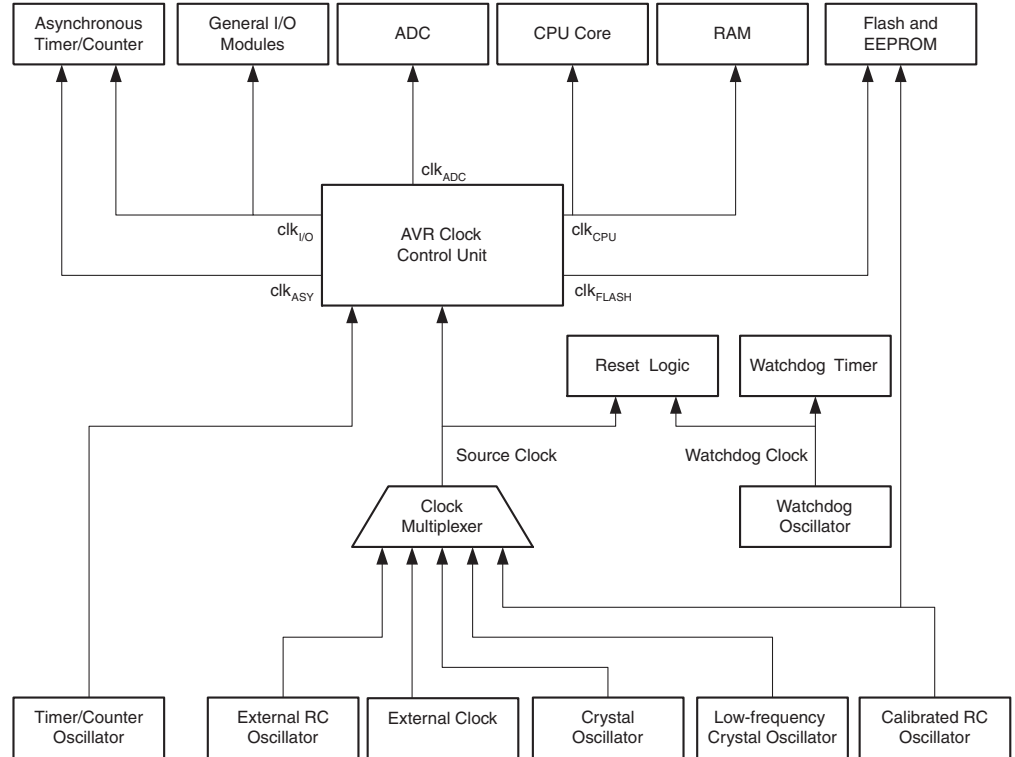 Asynchronous
Timer/Counter
General I/O
Modules
ADC
CPU Core
RAM
Flash and
EEPROM
clkADC
clkI/O
AVR Clock
Control Unit
clkCPU
clkASY
clkFLASH
Reset Logic
Watchdog Timer
Source Clock
Watchdog Clock
Clock
Multiplexer
Watchdog
Oscillator
Timer/Counter
Oscillator
External RC
Oscillator
External Clock
Crystal
Oscillator
Low-frequency
Crystal Oscillator
Calibrated RC
Oscillator